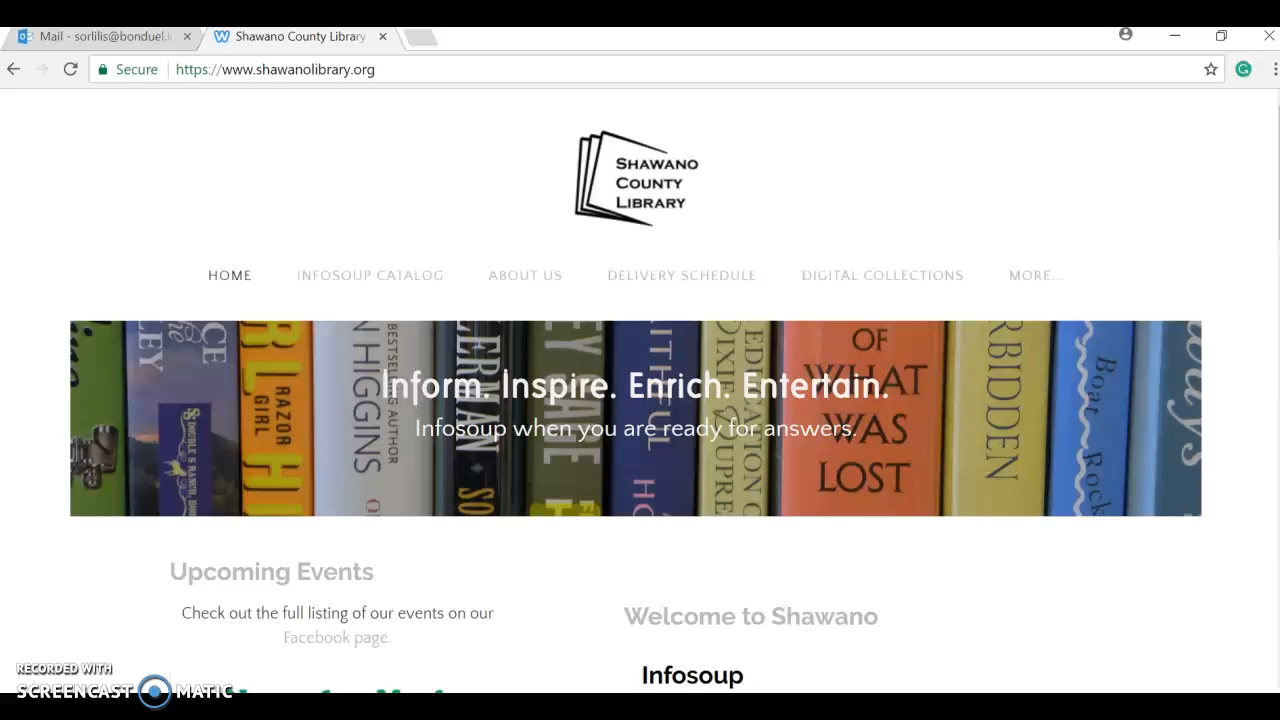 Mail - sorlilis@bonduel.
Shawano County Library
Secure
https://www.shawanolibrary.org
SHAWANO
COUNTY
LIBRARY
HOME
INFOSOUP CATALOG
ABOUT US
DELIVERY SCHEDULE
DIGITAL COLLECTIONS
MORE...
RAZOR
GIRL
N HIGGINS
BESTSEL
AUTHOR
OF
WHAT
WAS
LOST
RBIDDEN
Boat Rock
Inform. Inspire. Enrich. Entertain.
Infosoup when you are ready for answers.
Upcoming Events
Check out the full listing of our events on our
Facebook page.
Welcome to Shawano
Infosoup
RECORDED WITH
SCREENCAST MATIC